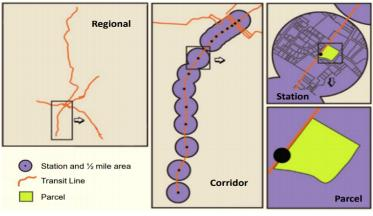 Regional
Corridor
Station
Parcel
Station and ½ mile area
Transit Line
Parcel